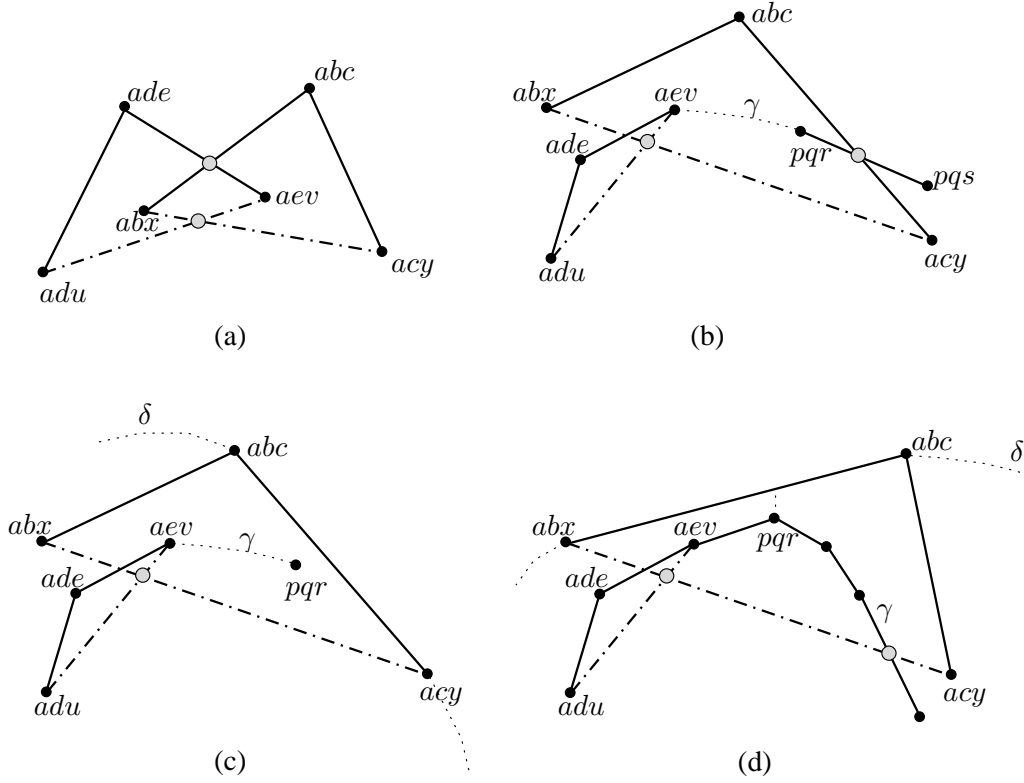 ade
abc
abx
aev
adu
acy
(a)
abc
abx
aev
γ
ade
pqr
pqs
adu
acy
(b)
δ
abc
abx
aev
γ
ade
pqr
adu
acy
(c)
abc
δ
abx
aev
pqr
ade
γ
adu
acy
(d)